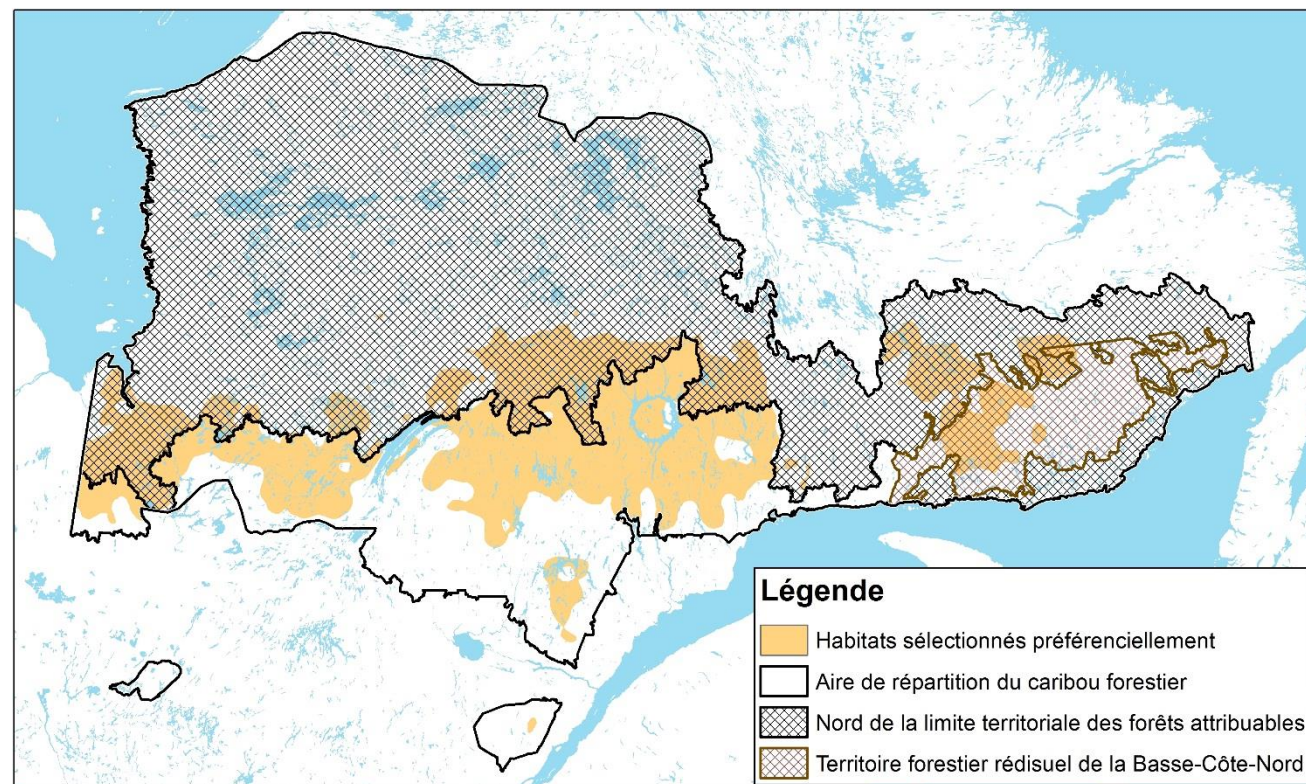 Légende
Habitats sélectionnés préférenciellement
Aire de répartition du caribou forestier
Nord de la limite territoriale des forêts attribuables
Territoire forestier rédisuel de la Basse-Côte-Nord